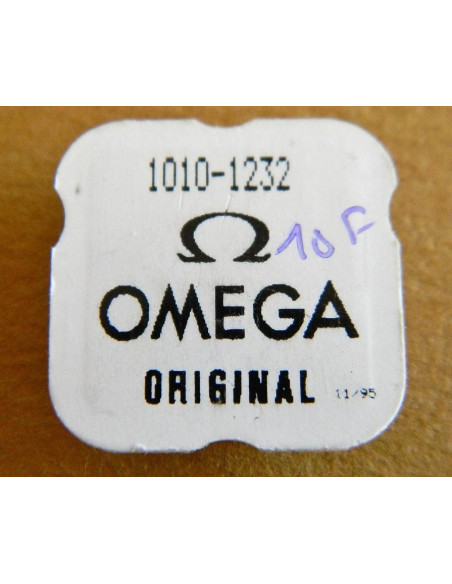 1010-1232
Ω 10F
OMEGA
ORIGINAL 11/95